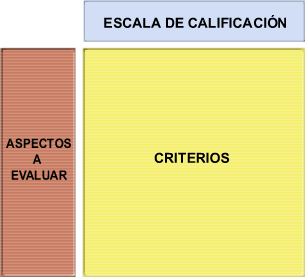 ESCALA DE CALIFICACIÓN
ASPECTOS
A
EVALUAR
CRITERIOS